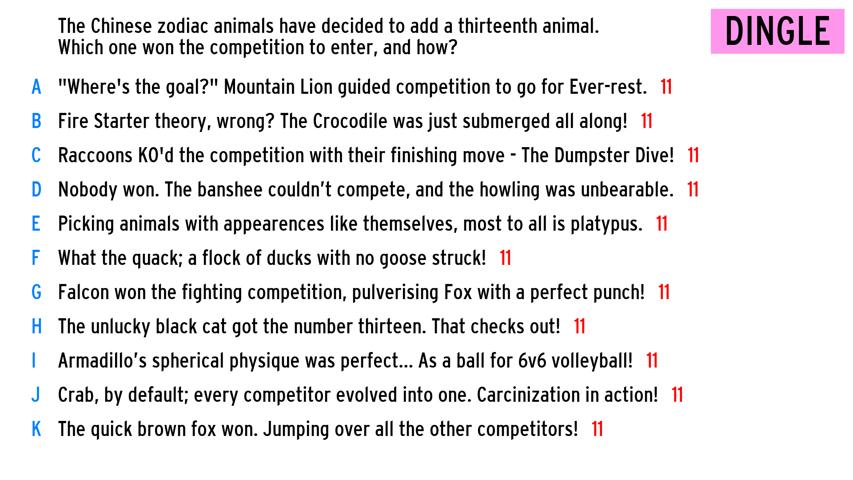 The Chinese zodiac animals have decided to add a thirteenth animal.
Which one won the competition to enter, and how?
DINGLE
A "Where's the goal?" Mountain Lion guided competition to go for Ever-rest. 11
B Fire Starter theory, wrong? The Crocodile was just submerged all along! 11
C Raccoons KO'd the competition with their finishing move - The Dumpster Dive! 11
D Nobody won. The banshee couldn't compete, and the howling was unbearable. 11
E Picking animals with appearences like themselves, most to all is platypus. 11
F What the quack; a flock of ducks with no goose struck! 11
G Falcon won the fighting competition, pulverising Fox with a perfect punch! 11
H The unlucky black cat got the number thirteen. That checks out! 11
I Armadillo's spherical physique was perfect... As a ball for 6v6 volleyball! 11
J Crab, by default; every competitor evolved into one. Carcinization in action! 11
K The quick brown fox won. Jumping over all the other competitors! 11